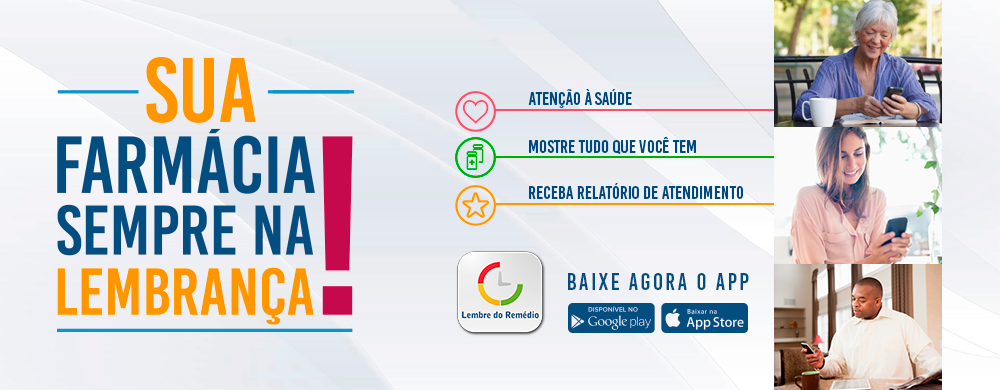 SUA
FARMÁCIA
SEMPRE NA
LEMBRANÇA!
ATENÇÃO À SAÚDE
MOSTRE TUDO QUE VOCÊ TEM
RECEBA RELATÓRIO DE ATENDIMENTO
Lembre do Remédio
BAIXE AGORA O APP
DISPONÍVEL NO
Google play
Baixar na
App Store